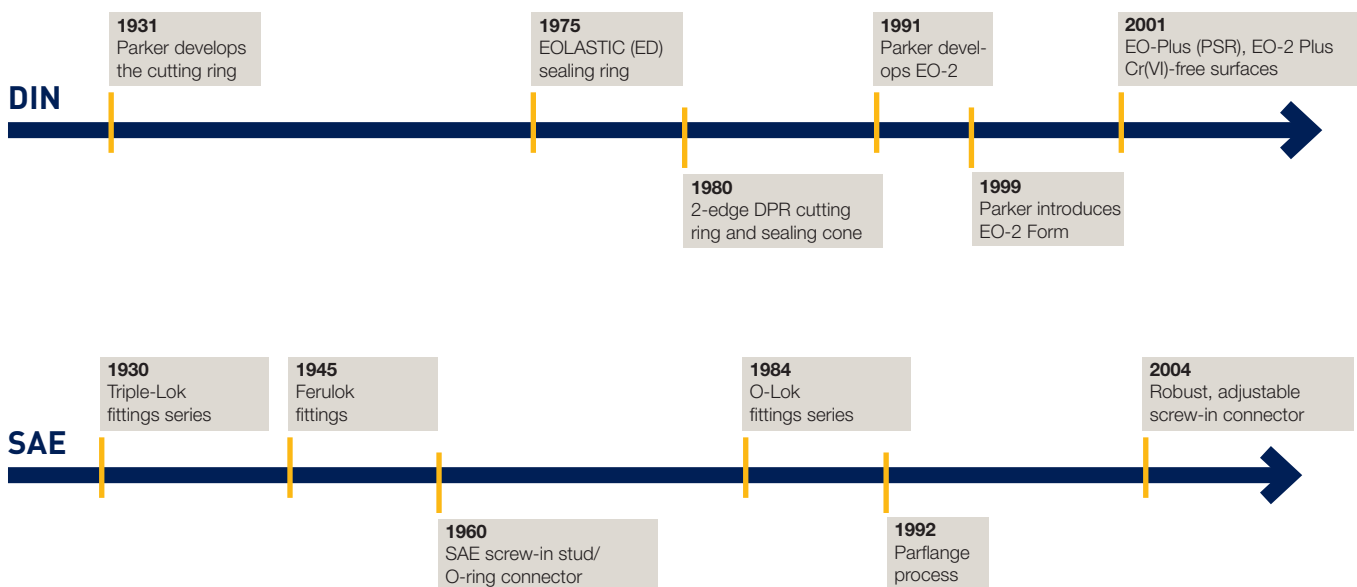 DIN
1931
Parker develops
the cutting ring
1975
EOLASTIC (ED)
sealing ring
1980
2-edge DPR cutting
ring and sealing cone
1991
Parker devel-
ops EO-2
1999
Parker introduces
EO-2 Form
2001
EO-Plus (PSR), EO-2 Plus
Cr(VI)-free surfaces
SAE
1930
Triple-Lok
fittings series
1945
Ferulok
fittings
1960
SAE screw-in stud/
O-ring connector
1984
O-Lok
fittings series
1992
Parflange
process
2004
Robust, adjustable
screw-in connector